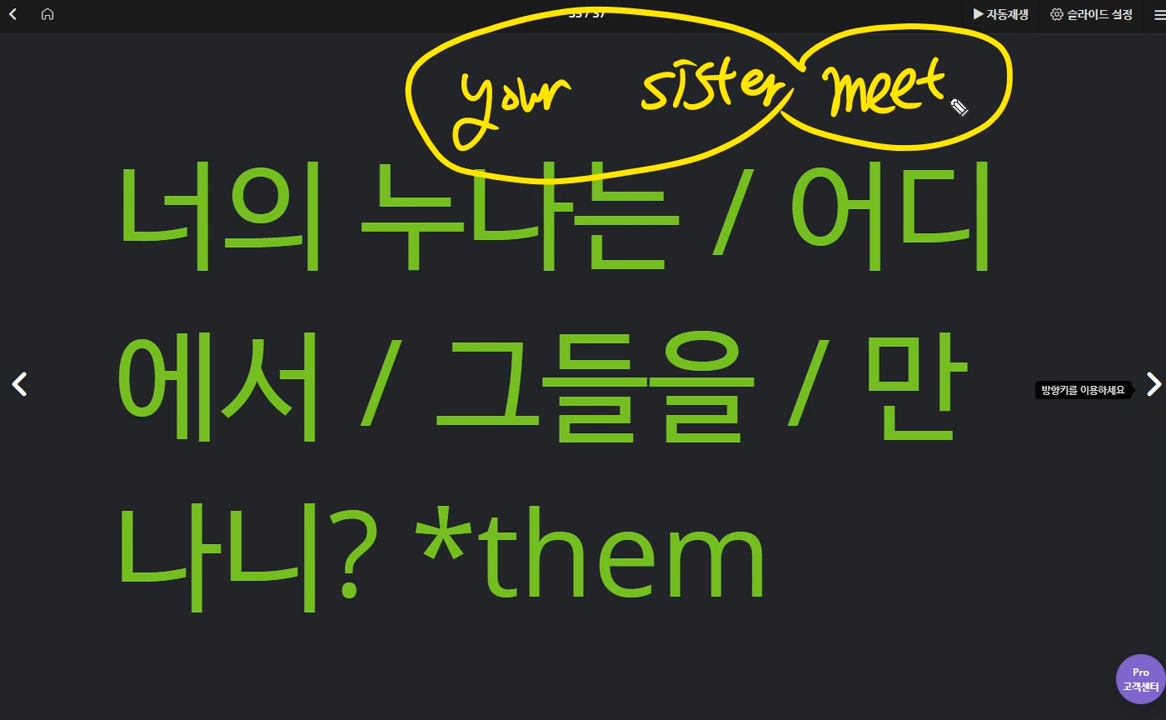 자동재생 슬라이드 설정
your sister meet
너의 누나는 / 어디
에서 / 그들을 / 만
나니? *them
방향키를 이용하세요
Pro
고객센터